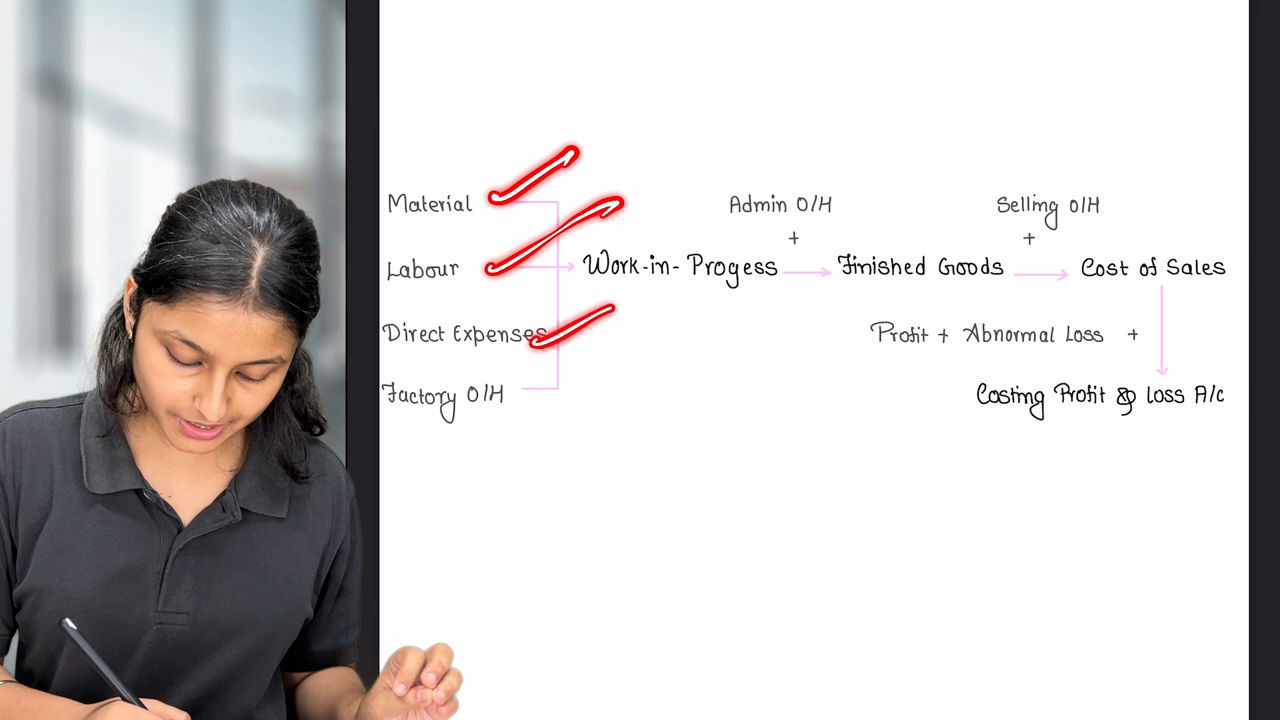 Material
Admin O/H
Selling O/H
+
+
Labour
Work-in-Progess
Finished Goods
Cost of Sales
Direct Expenses
Profit + Abnormal Loss +
Factory O/H
Costing Profit & Loss A/c